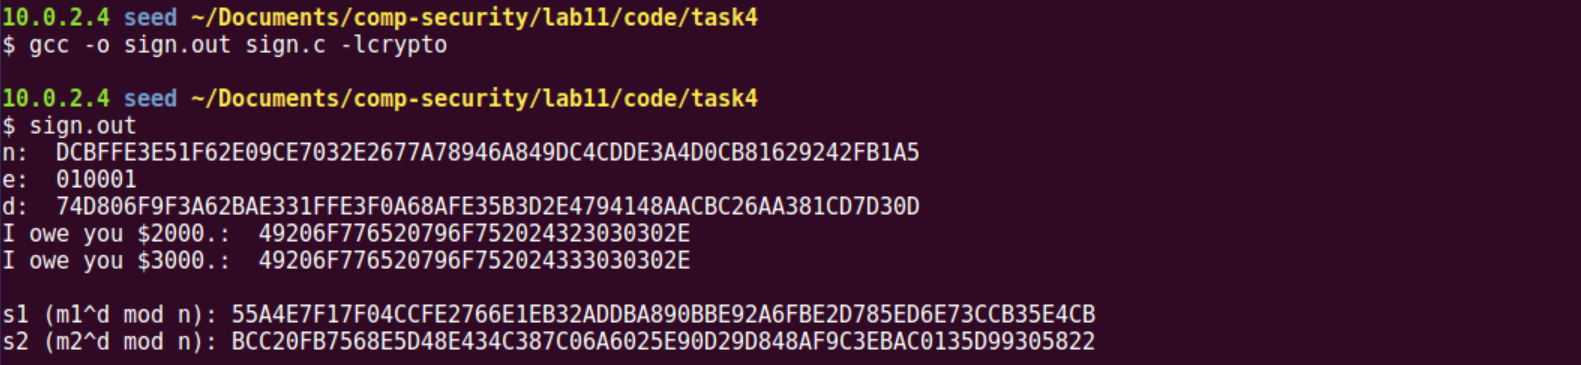 10.0.2.4 seed ~/Documents/comp-security/lab11/code/task4
$ gcc -o sign.out sign.c -lcrypto
10.0.2.4 seed ~/Documents/comp-security/lab11/code/task4
$ sign.out
n:  DCBFFE3E51F62E09CE7032E2677A78946A849DC4CDDE3A4D0CB81629242FB1A5
e:  010001
d:  74D806F9F3A62BAE331FFE3F0A68AFE35B3D2E4794148AACBC26AA381CD7D30D
I owe you $2000.:  49206F776520796F752024323030302E
I owe you $3000.:  49206F776520796F752024333030302E
s1 (m1^d mod n): 55A4E7F17F04CCFE2766E1EB32ADDBA890BBE92A6FBE2D785ED6E73CCB35E4CB
s2 (m2^d mod n): BCC20FB7568E5D48E434C387C06A6025E90D29D848AF9C3EBAC0135D99305822